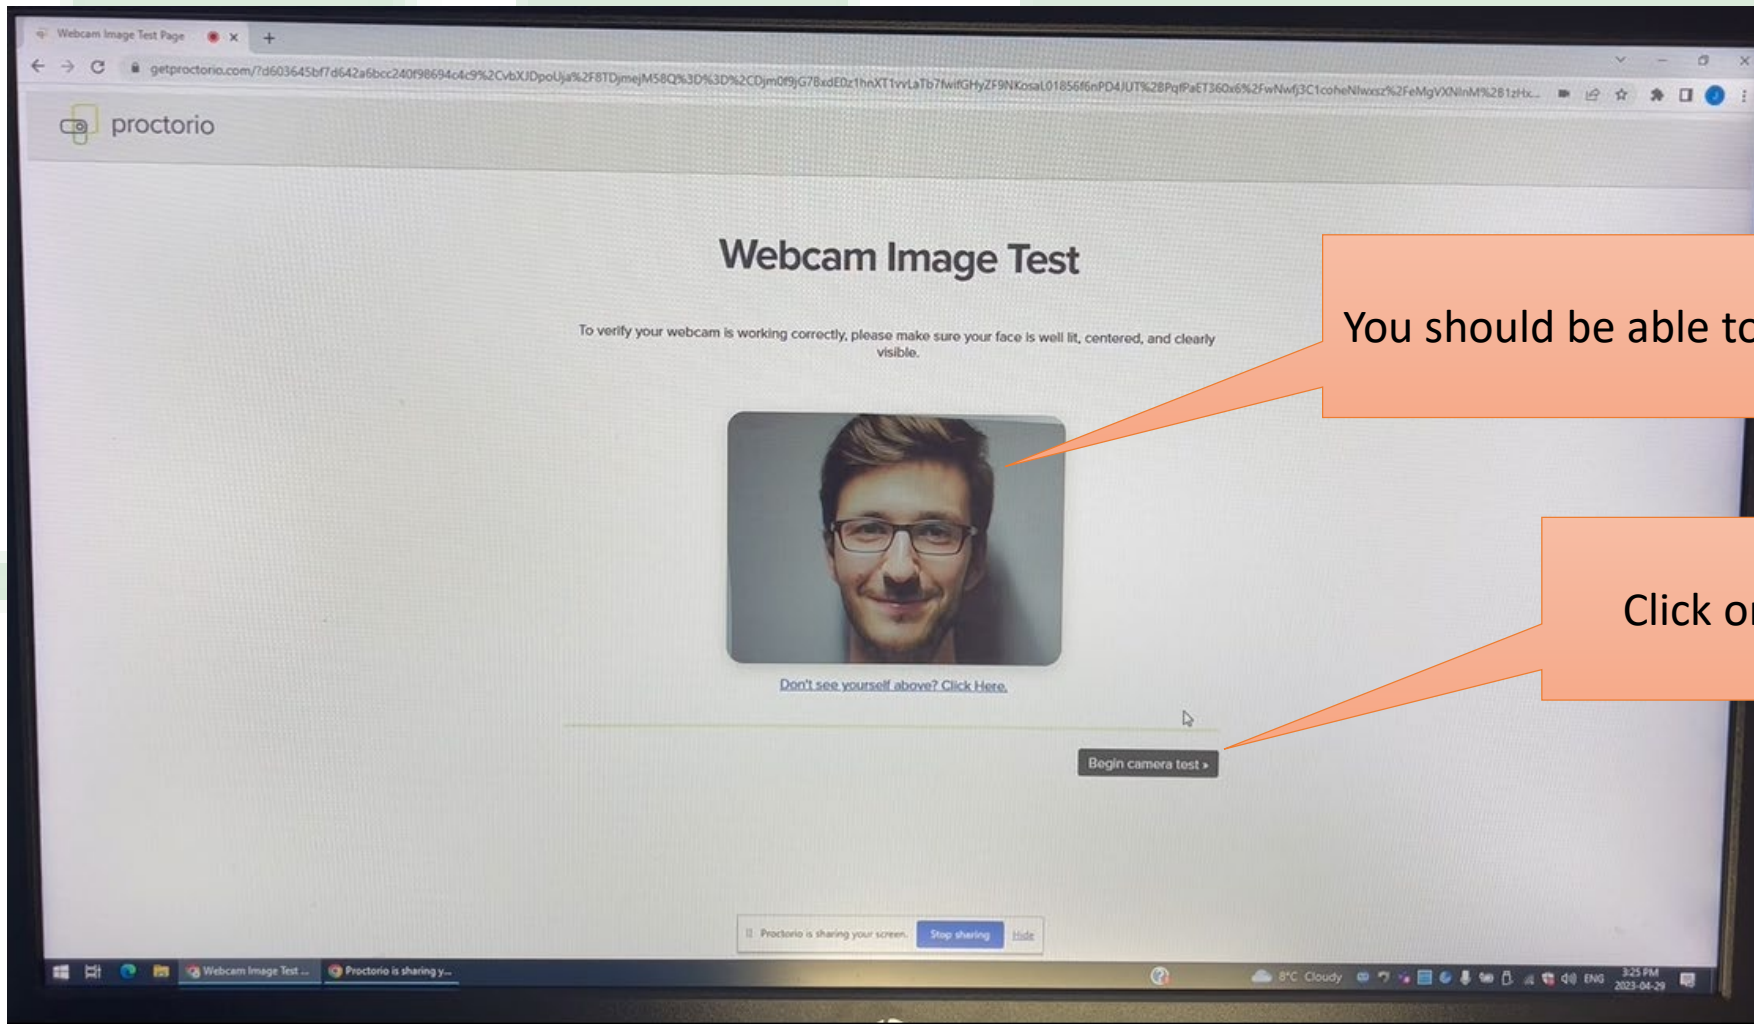 Webcam Image Test Page
proctorio
Webcam Image Test
To verify your webcam is working correctly, please make sure your face is well lit, centered, and clearly
visible.
You should be able to
Don't see yourself above? Click Here.
Click on
Begin camera test »
Proctorio is sharing your screen. Stop sharing Hide
Webcam Image Test ... Proctorio is sharing y... 8°C Cloudy ENG 3:25 PM
2023-04-29